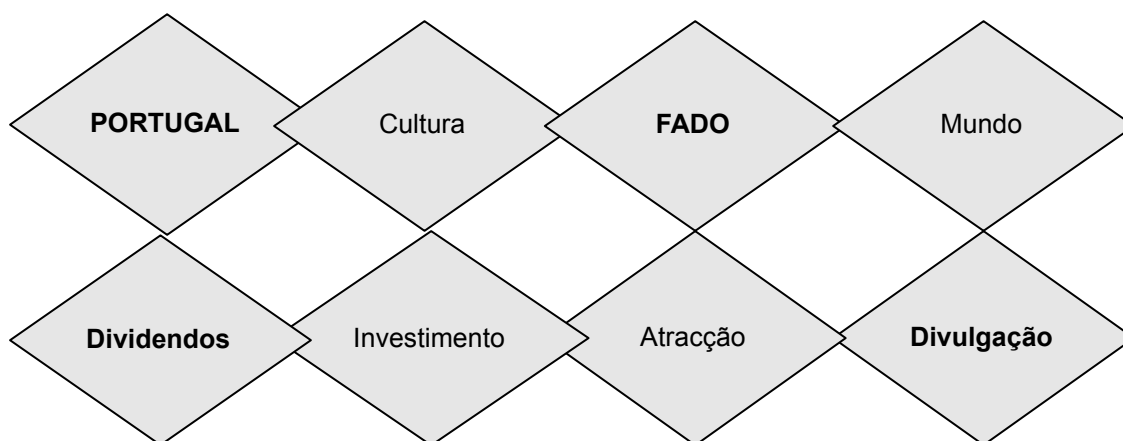 PORTUGAL
Cultura
FADO
Mundo
Dividendos
Investimento
Atracção
Divulgação